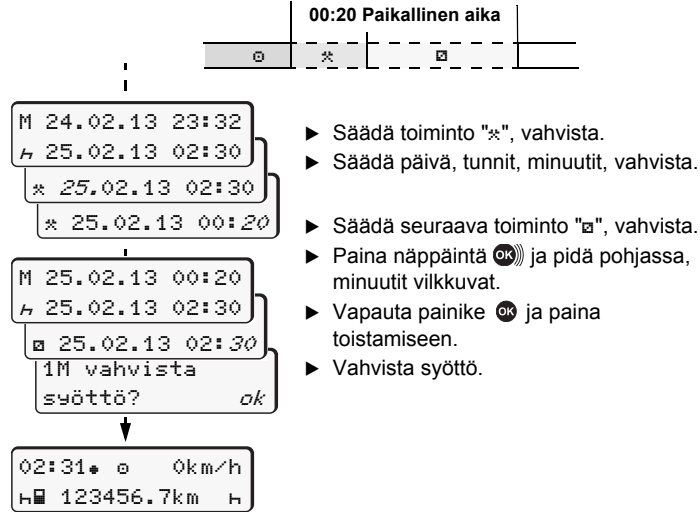 00:20 Paikallinen aika
⊙ ⚒ ⚂
M 24.02.13 23:32
h 25.02.13 02:30
⚒ 25.02.13 02:30
⚒ 25.02.13 00:20
► Säädä toiminto "⚒", vahvista.
► Säädä päivä, tunnit, minuutit, vahvista.
► Säädä seuraava toiminto "⚂", vahvista.
► Paina näppäintä OK ja pidä pohjassa,
minuutit vilkkuvat.
► Vapauta painike OK ja paina
toistamiseen.
► Vahvista syöttö.
M 25.02.13 00:20
h 25.02.13 02:30
⚂ 25.02.13 02:30
1M vahvista
syöttö? ok
02:31● ⊙ 0km/h
123456.7km